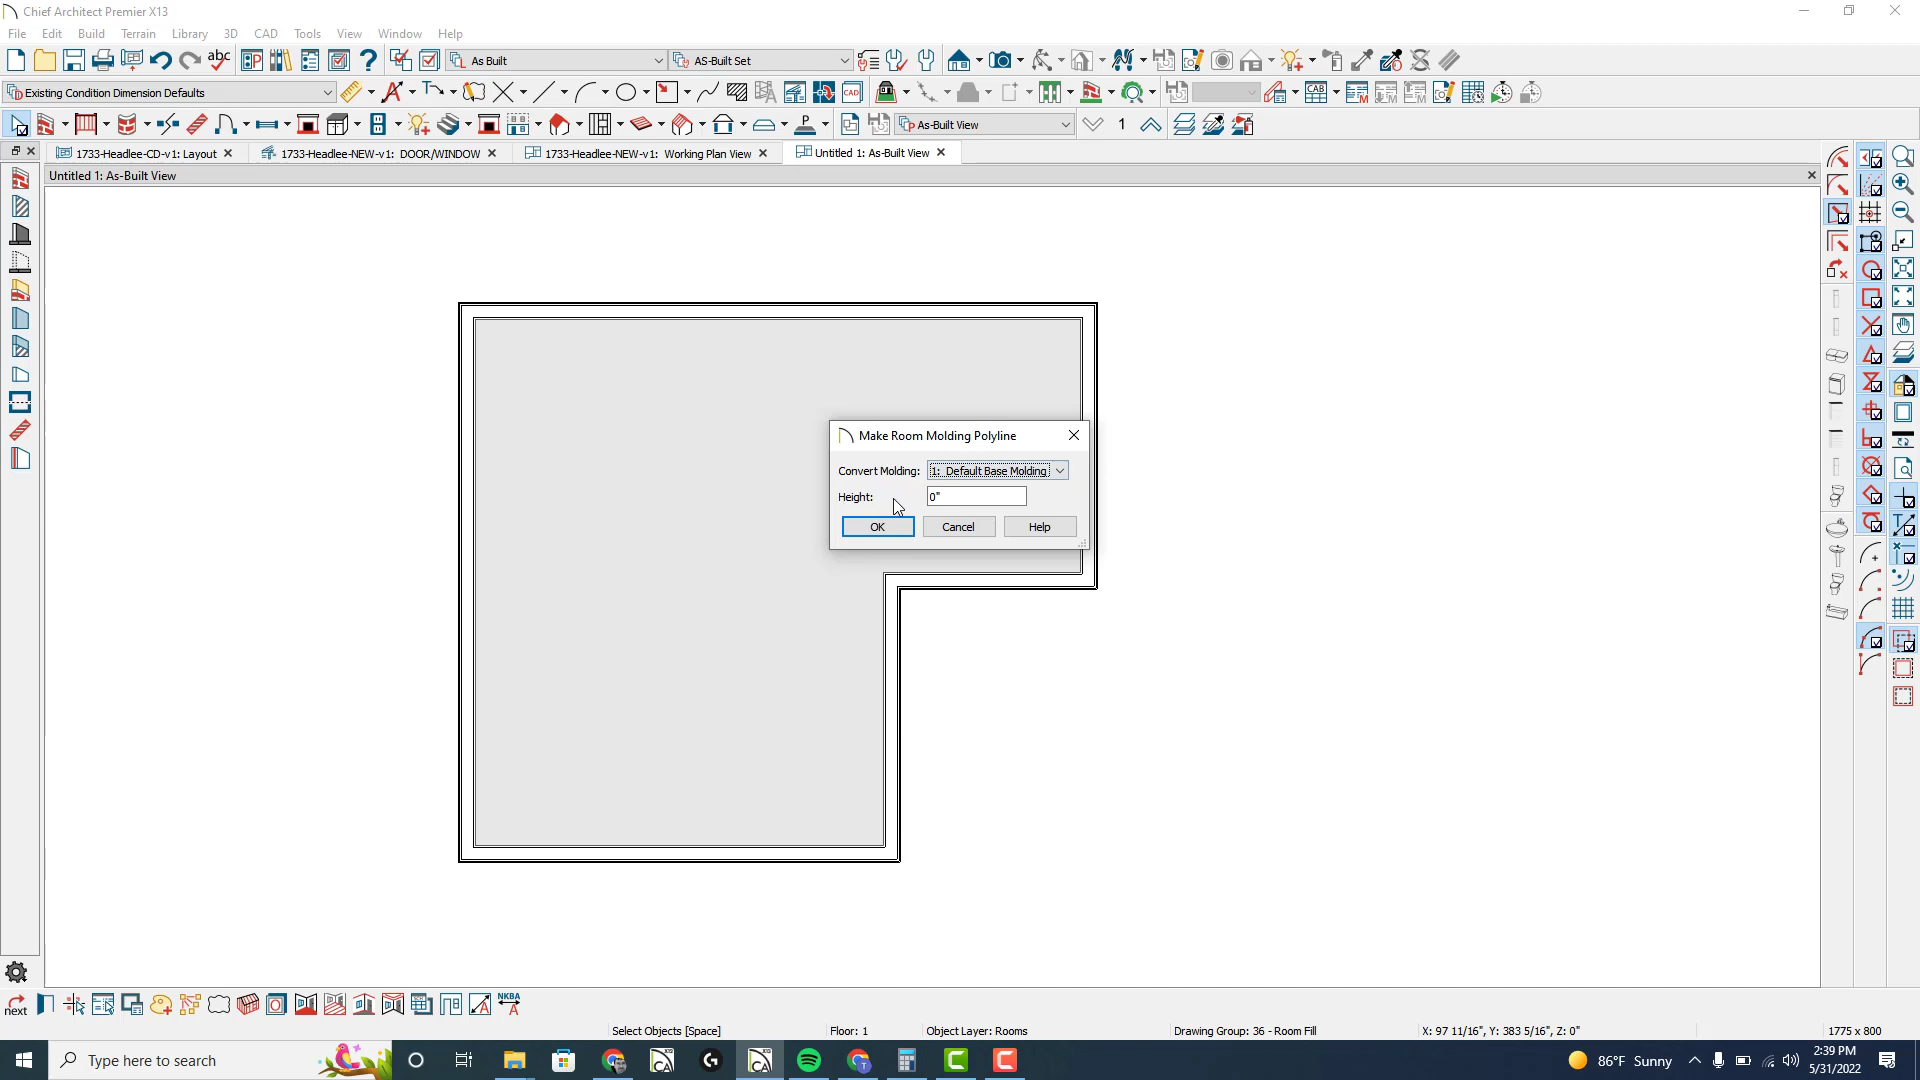 Chief Architect Premier X13
File Edit Build Terrain Library 3D CAD Tools View Window Help
As Built AS-Built Set
Existing Condition Dimension Defaults CAD CAB
As-Built View 1
1733-Headlee-CD-v1: Layout 1733-Headlee-NEW-v1: DOOR/WINDOW 1733-Headlee-NEW-v1: Working Plan View Untitled 1: As-Built View
Untitled 1: As-Built View
Make Room Molding Polyline
Convert Molding: 1: Default Base Molding
Height: 0"
OK Cancel Help
next NKBA
Select Objects [Space] Floor: 1 Object Layer: Rooms Drawing Group: 36 - Room Fill X: 97 11/16", Y: 383 5/16", Z: 0" 1775 x 800
Type here to search 86°F Sunny 2:39 PM
5/31/2022